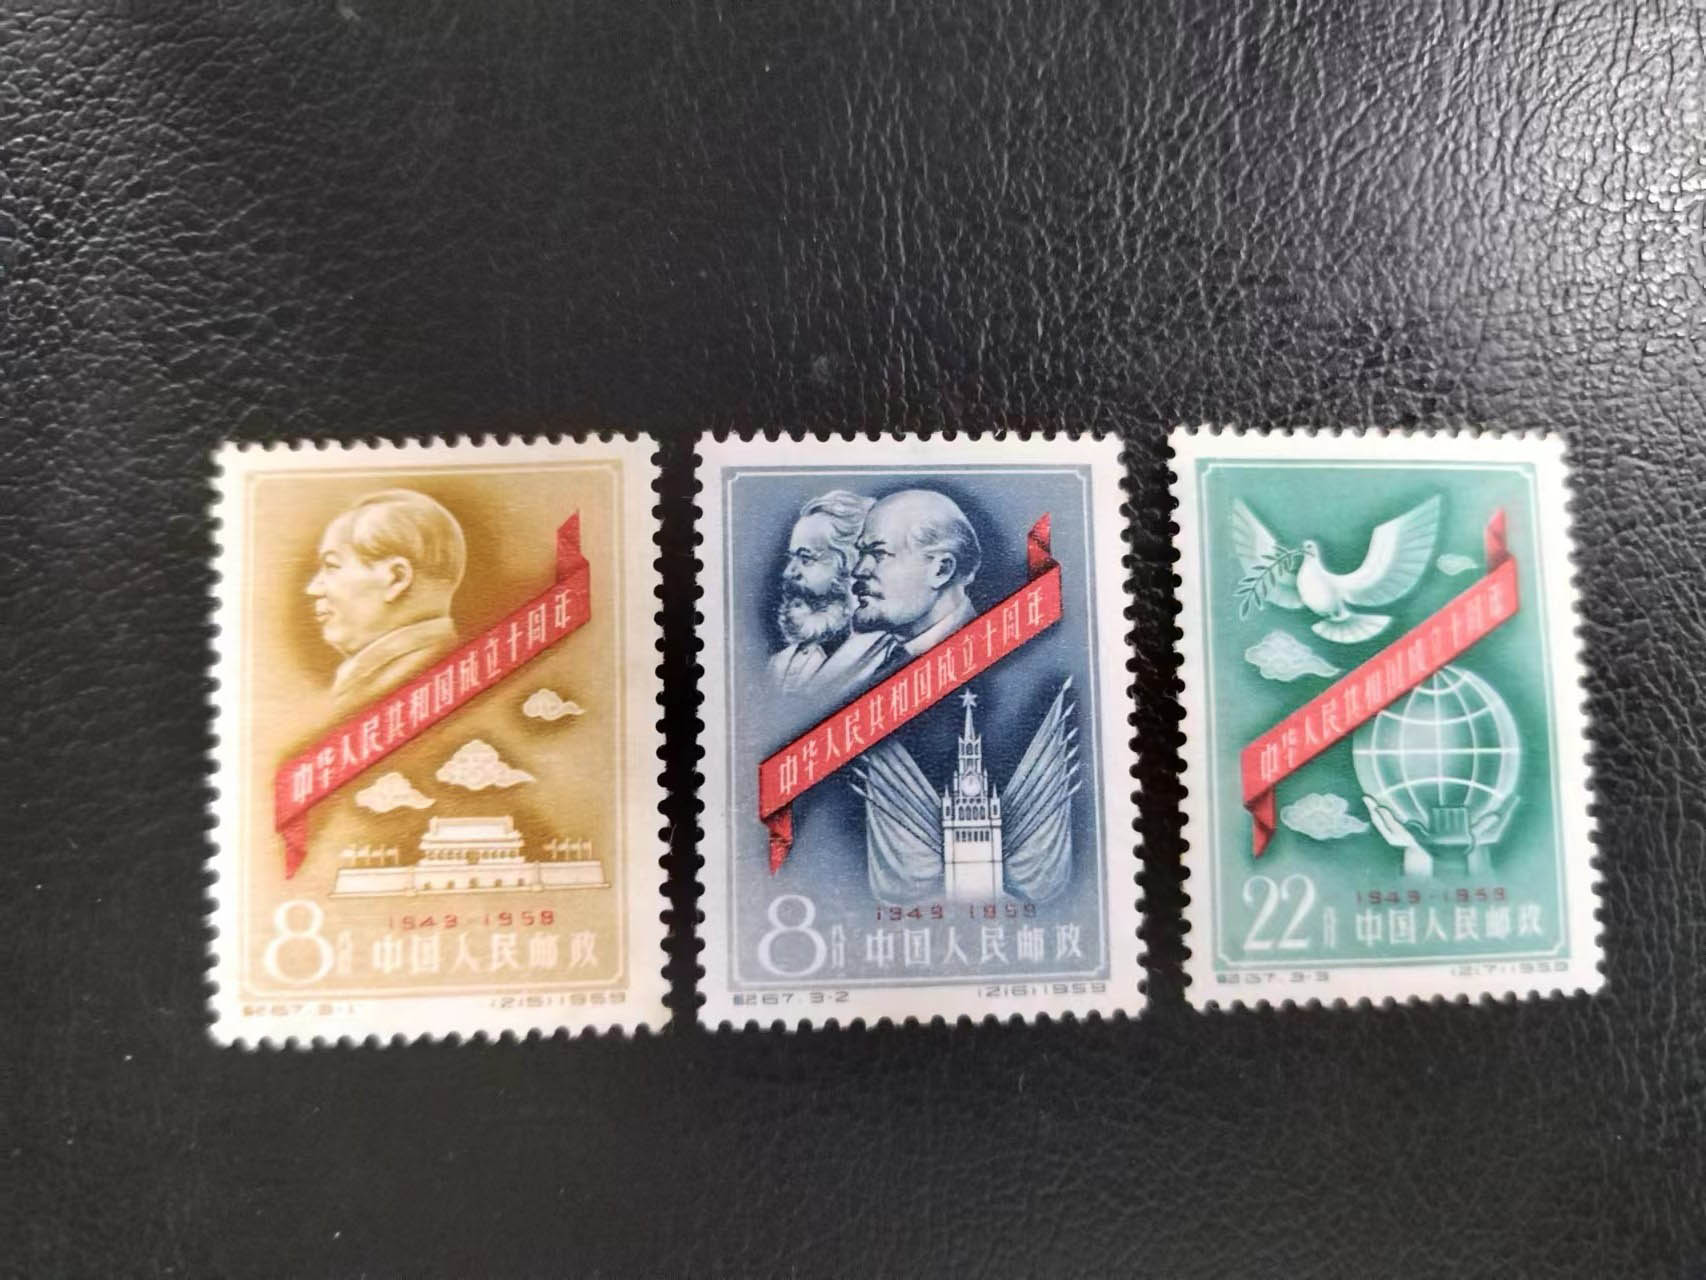 中华人民共和国成立十周年
1949-1959
8分 中国人民邮政
纪67.3-1 (215)1959
中华人民共和国成立十周年
1949-1959
8分 中国人民邮政
纪67.3-2 (216)1959
中华人民共和国成立十周年
1949-1959
22分 中国人民邮政
纪67.3-3 (217)1959